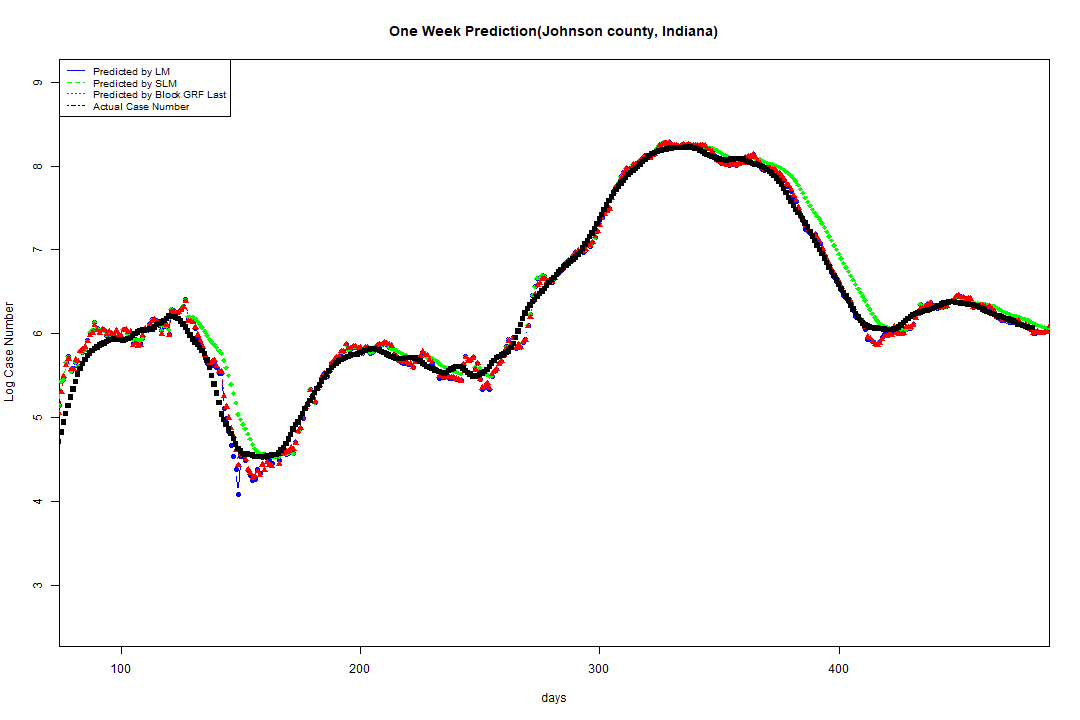 One Week Prediction(Johnson county, Indiana)
Predicted by LM
Predicted by SLM
Predicted by Block GRF Last
Actual Case Number
9
8
7
6
5
4
3
Log Case Number
100 200 300 400
days